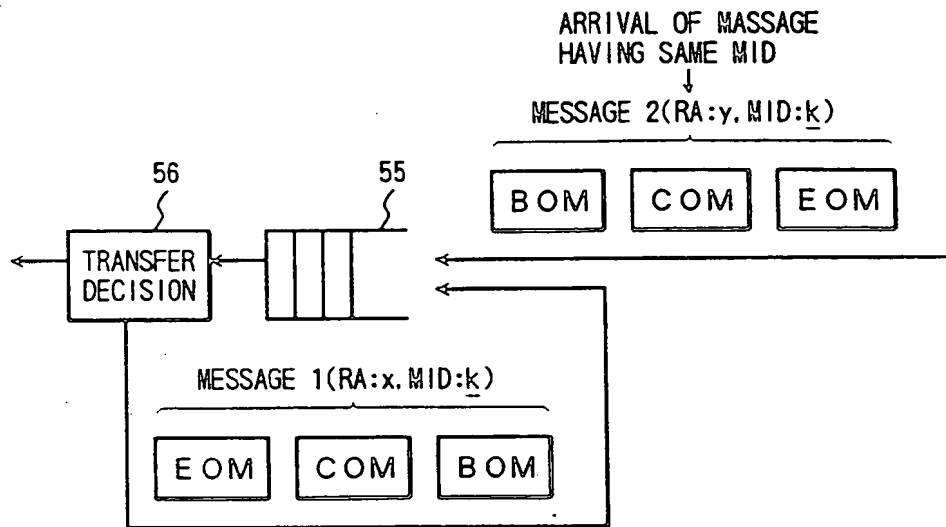 ARRIVAL OF MASSAGE
HAVING SAME MID
MESSAGE 2(RA:y.MID:k)
BOM COM EOM
56
55
TRANSFER
DECISION
MESSAGE 1(RA:x.MID:k)
EOM COM BOM